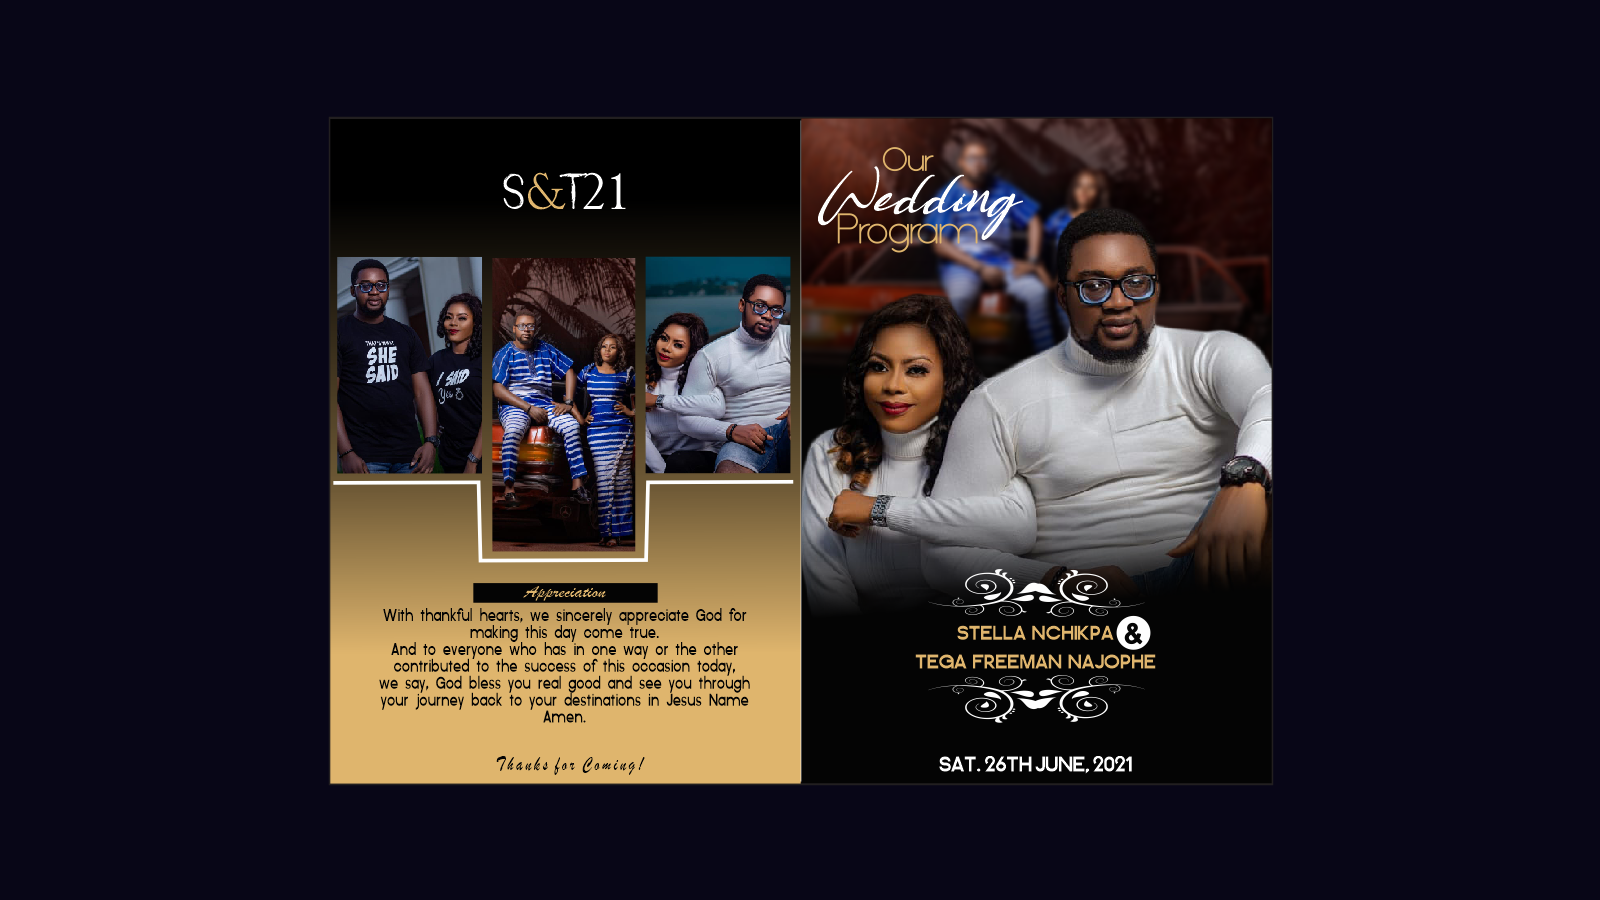 S&T21
THAT'S WHAT
SHE
SAID
I SAID
Yes
Appreciation
With thankful hearts, we sincerely appreciate God for
making this day come true.
And to everyone who has in one way or the other
contributed to the success of this occasion today,
we say, God bless you real good and see you through
your journey back to your destinations in Jesus Name
Amen.
Thanks for Coming!
Our
Wedding
Program
STELLA NCHIKPA &
TEGA FREEMAN NAJOPHE
SAT. 26TH JUNE, 2021